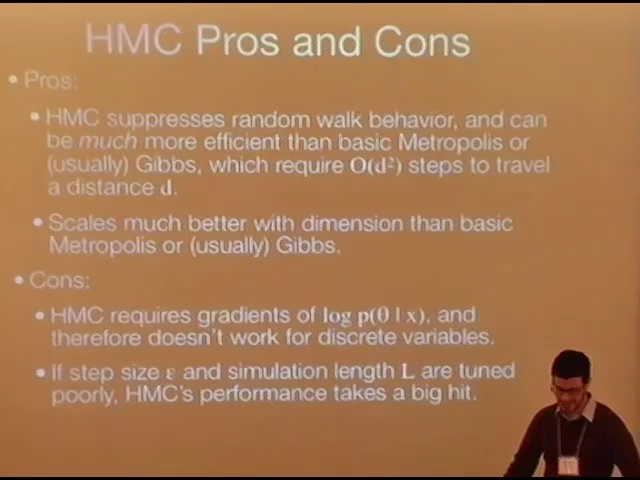 HMC Pros and Cons
• Pros:
• HMC suppresses random walk behavior, and can
be much more efficient than basic Metropolis or
(usually) Gibbs, which require O(d²) steps to travel
a distance d.
• Scales much better with dimension than basic
Metropolis or (usually) Gibbs.
• Cons:
• HMC requires gradients of log p(θ | x), and
therefore doesn't work for discrete variables.
• If step size ε and simulation length L are tuned
poorly, HMC's performance takes a big hit.